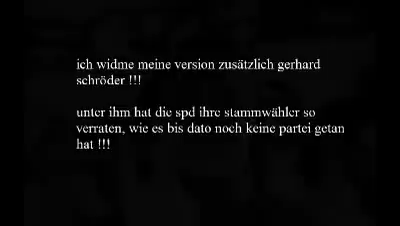 ich widme meine version zusätzlich gerhard
schröder !!!
unter ihm hat die spd ihre stammwähler so
verraten, wie es bis dato noch keine partei getan
hat !!!